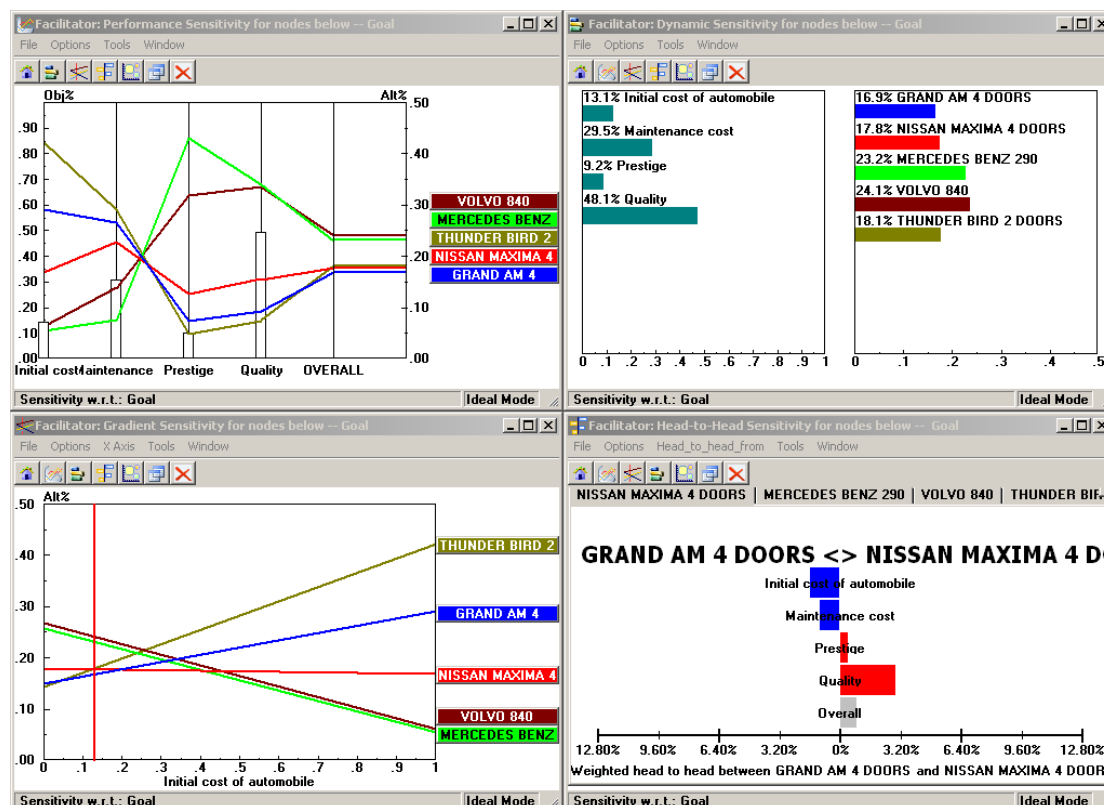 Facilitator: Performance Sensitivity for nodes below -- Goal
File Options Tools Window
Obj% Alt%
.90
.80
.70
.60
.50
.40
.30
.20
.10
.00
.50
.40
.30
.20
.10
.00
VOLVO 840
MERCEDES BENZ
THUNDER BIRD 2
NISSAN MAXIMA 4
GRAND AM 4
Initial cost Maintenance Prestige Quality OVERALL
Sensitivity w.r.t.: Goal Ideal Mode
Facilitator: Dynamic Sensitivity for nodes below -- Goal
File Options Tools Window
13.1% Initial cost of automobile
29.5% Maintenance cost
9.2% Prestige
48.1% Quality
0 .1 .2 .3 .4 .5 .6 .7 .8 .9 1
16.9% GRAND AM 4 DOORS
17.8% NISSAN MAXIMA 4 DOORS
23.2% MERCEDES BENZ 290
24.1% VOLVO 840
18.1% THUNDER BIRD 2 DOORS
0 .1 .2 .3 .4 .5
Sensitivity w.r.t.: Goal Ideal Mode
Facilitator: Gradient Sensitivity for nodes below -- Goal
File Options X Axis Tools Window
Alt%
.50
.40
.30
.20
.10
.00
THUNDER BIRD 2
GRAND AM 4
NISSAN MAXIMA 4
VOLVO 840
MERCEDES BENZ
0 .1 .2 .3 .4 .5 .6 .7 .8 .9 1
Initial cost of automobile
Sensitivity w.r.t.: Goal Ideal Mode
Facilitator: Head-to-Head Sensitivity for nodes below -- Goal
File Options Head_to_head_from Tools Window
NISSAN MAXIMA 4 DOORS | MERCEDES BENZ 290 | VOLVO 840 | THUNDER
GRAND AM 4 DOORS <> NISSAN MAXIMA 4
Initial cost of automobile
Maintenance cost
Prestige
Quality
Overall
12.80% 9.60% 6.40% 3.20% 0% 3.20% 6.40% 9.60% 12.80%
Weighted head to head between GRAND AM 4 DOORS and NISSAN MAXIMA 4 DOOR
Sensitivity w.r.t.: Goal Ideal Mode